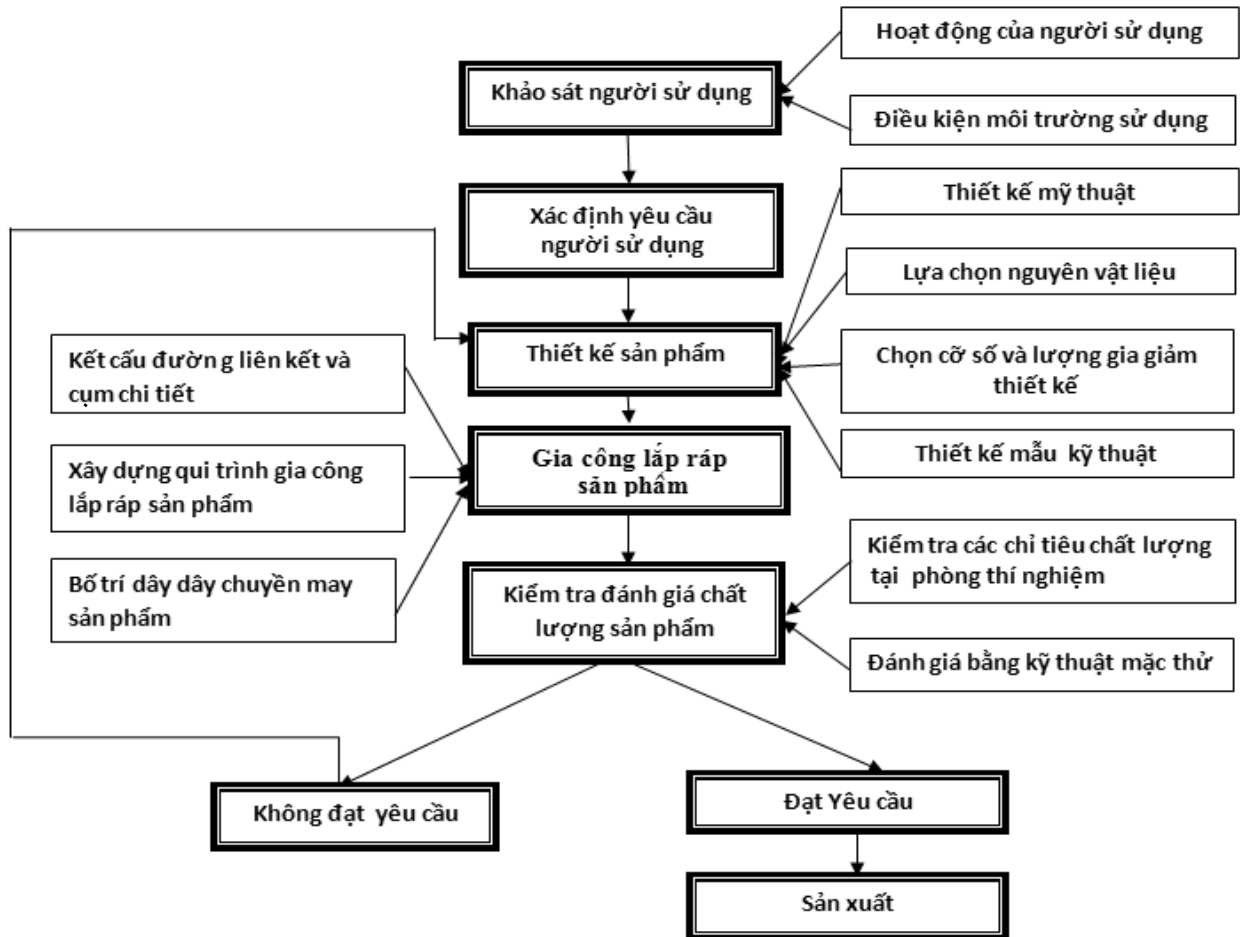 Hoạt động của người sử dụng
Khảo sát người sử dụng
Điều kiện môi trường sử dụng
Thiết kế mỹ thuật
Xác định yêu cầu
người sử dụng
Lựa chọn nguyên vật liệu
Thiết kế sản phẩm
Chọn cỡ số và lượng gia giảm
thiết kế
Kết cấu đườn g liên kết và
cụm chi tiết
Thiết kế mẫu kỹ thuật
Gia công lắp ráp
sản phẩm
Xây dựng qui trình gia công
lắp ráp sản phẩm
Kiểm tra các chỉ tiêu chất lượng
tại phòng thí nghiệm
Bố trí dây dây chuyền may
sản phẩm
Kiểm tra đánh giá chất
lượng sản phẩm
Đánh giá bằng kỹ thuật mặc thử
Không đạt yêu cầu
Đạt Yêu cầu
Sản xuất